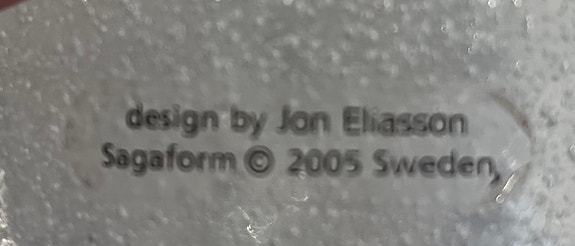 design by Jon Eliasson
Sagaform © 2005 Sweden,